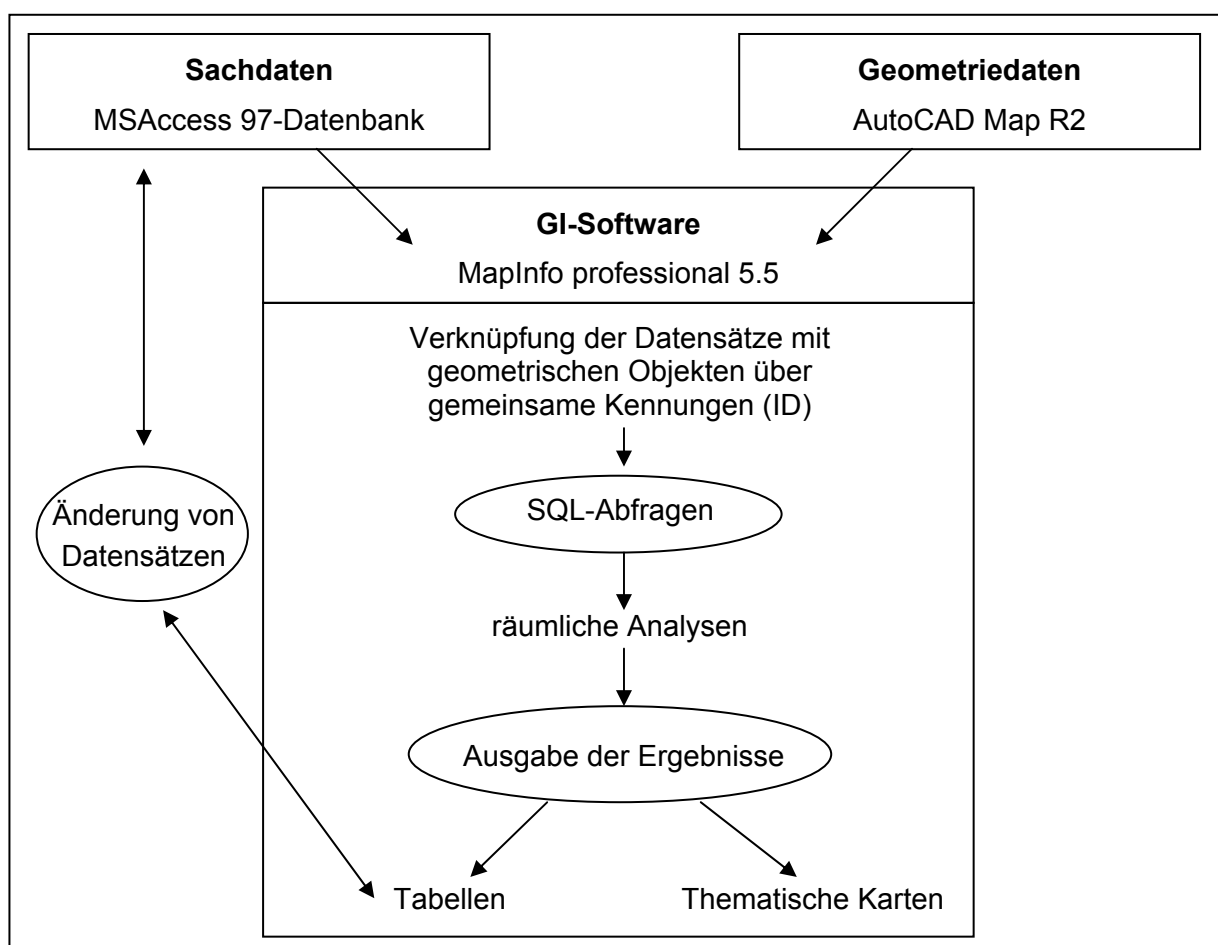 Sachdaten
MSAccess 97-Datenbank
Geometriedaten
AutoCAD Map R2
GI-Software
MapInfo professional 5.5
Verknüpfung der Datensätze mit
geometrischen Objekten über
gemeinsame Kennungen (ID)
SQL-Abfragen
Änderung von
Datensätzen
räumliche Analysen
Ausgabe der Ergebnisse
Tabellen
Thematische Karten